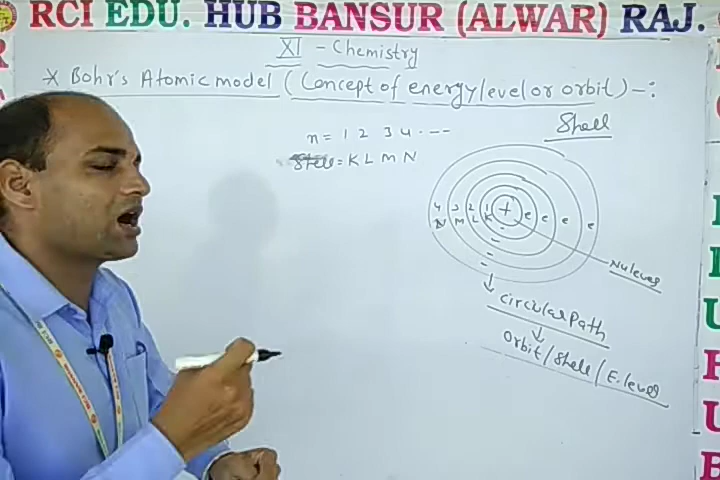 RCI EDU. HUB BANSUR (ALWAR) RAJ.
XI - Chemistry
* Bohr's Atomic model (Concept of energy level or orbit) -:
Shell
n = 1 2 3 4 . ---
Shell = K L M N
4 3 2 1 + e e e e
N M L K
Nuleus
circular path
Orbit / Shell / E. level